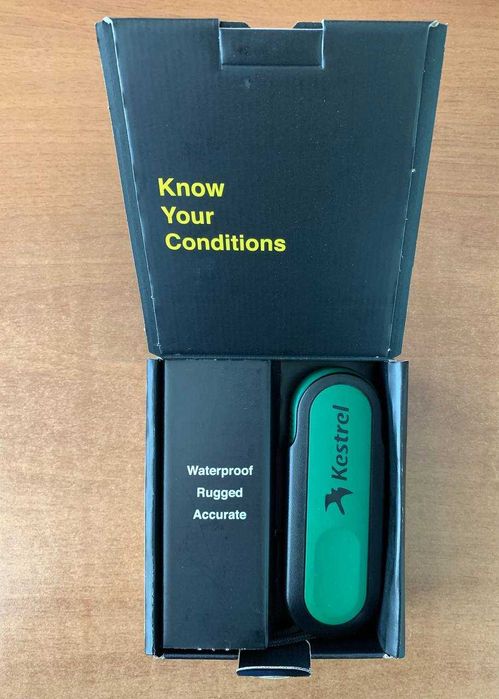 Know
Your
Conditions
Waterproof
Rugged
Accurate
Kestrel